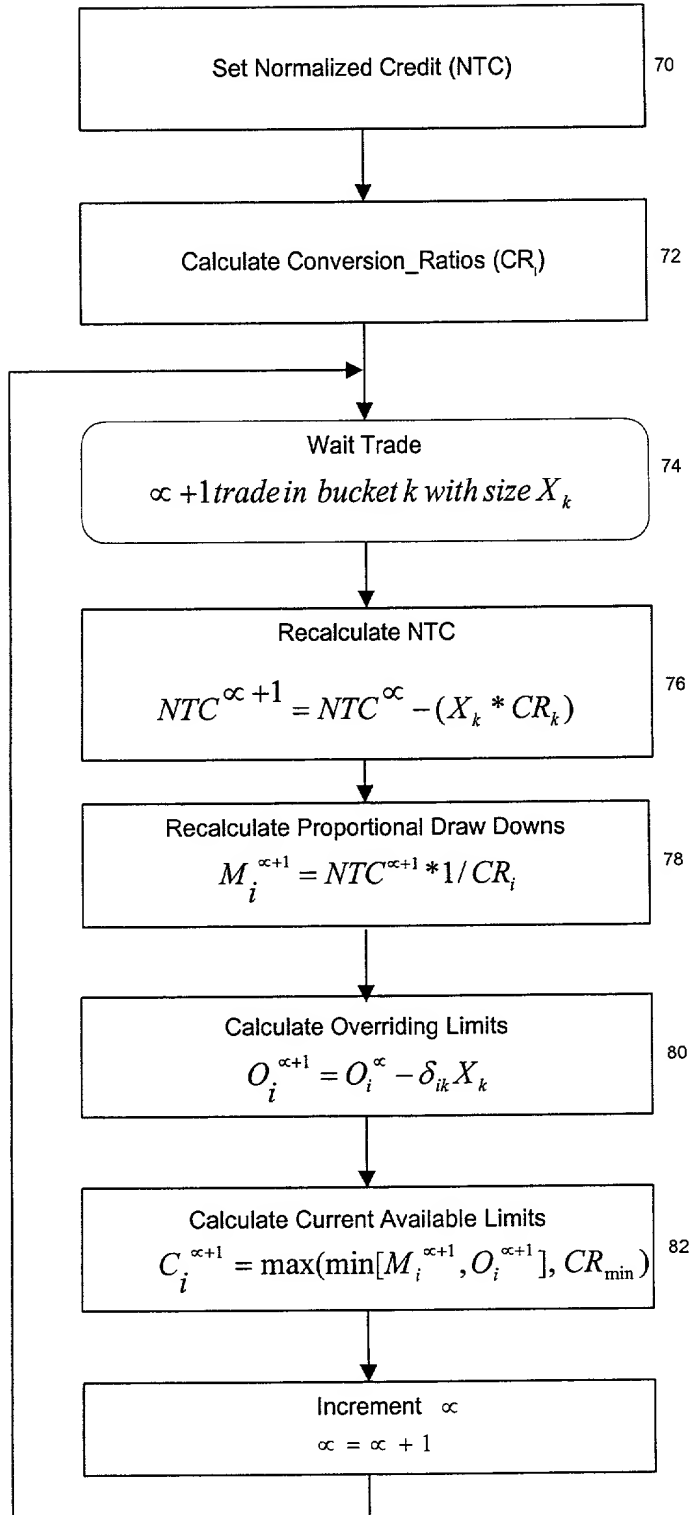 Set Normalized Credit (NTC)
70
Calculate Conversion_Ratios (CRᵢ)
72
Wait Trade
∝ +1 trade in bucket k with size X_k
74
Recalculate NTC
NTC^{∝+1} = NTC^{∝} − (X_k * CR_k)
76
Recalculate Proportional Draw Downs
M_i^{∝+1} = NTC^{∝+1} * 1 / CR_i
78
Calculate Overriding Limits
O_i^{∝+1} = O_i^{∝} − δ_{ik} X_k
80
Calculate Current Available Limits
C_i^{∝+1} = max(min[M_i^{∝+1}, O_i^{∝+1}], CR_{min})
82
Increment ∝
∝ = ∝ + 1